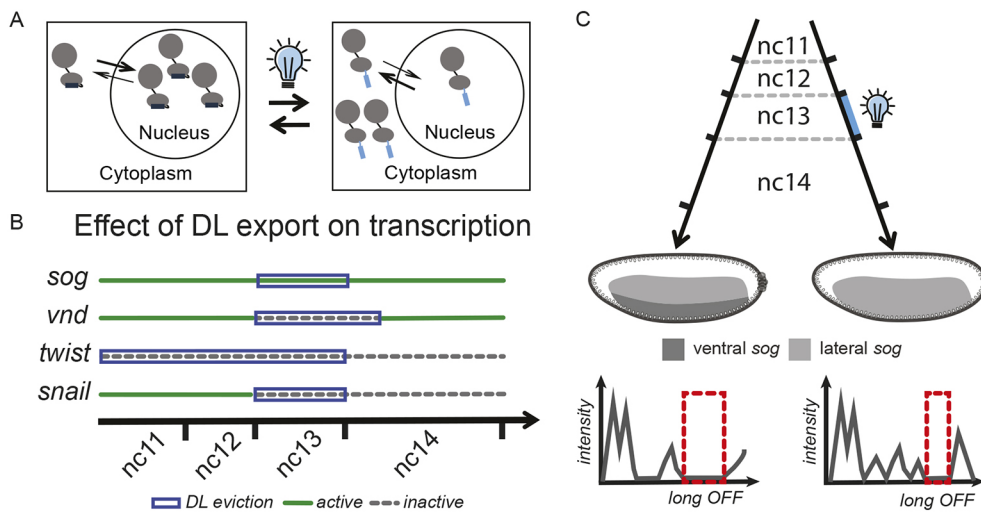 A
Nucleus
Cytoplasm
Nucleus
Cytoplasm
B
Effect of DL export on transcription
sog
vnd
twist
snail
nc11
nc12
nc13
nc14
DL eviction
active
inactive
C
nc11
nc12
nc13
nc14
ventral sog
lateral sog
intensity
long OFF
intensity
long OFF